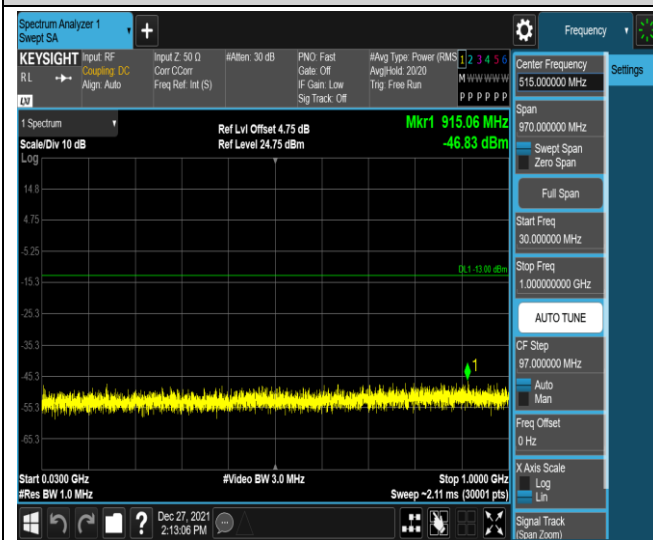 Spectrum Analyzer 1
Swept SA
+
Frequency
KEYSIGHT
RL
LXI
Input: RF
Coupling: DC
Align: Auto
Input Z: 50 Ω
Corr CCorr
Freq Ref: Int (S)
#Atten: 30 dB
PNO: Fast
Gate: Off
IF Gain: Low
Sig Track: Off
#Avg Type: Power (RMS
Avg|Hold: 20/20
Trig: Free Run
1 2 3 4 5 6
M W W W W W
P P P P P P
Center Frequency
515.000000 MHz
Settings
Span
970.000000 MHz
Swept Span
Zero Span
Full Span
Start Freq
30.000000 MHz
Stop Freq
1.000000000 GHz
AUTO TUNE
CF Step
97.000000 MHz
Auto
Man
Freq Offset
0 Hz
X Axis Scale
Log
Lin
Signal Track
(Span Zoom)
1 Spectrum
Scale/Div 10 dB
Log
Ref Lvl Offset 4.75 dB
Ref Level 24.75 dBm
Mkr1 915.06 MHz
-46.83 dBm
14.8
4.75
-5.25
DL1 -13.00 dBm
-15.3
-25.3
-35.3
1
-45.3
-55.3
-65.3
Start 0.0300 GHz
#Res BW 1.0 MHz
#Video BW 3.0 MHz
Stop 1.0000 GHz
Sweep ~2.11 ms (30001 pts)
?
Dec 27, 2021
2:13:06 PM